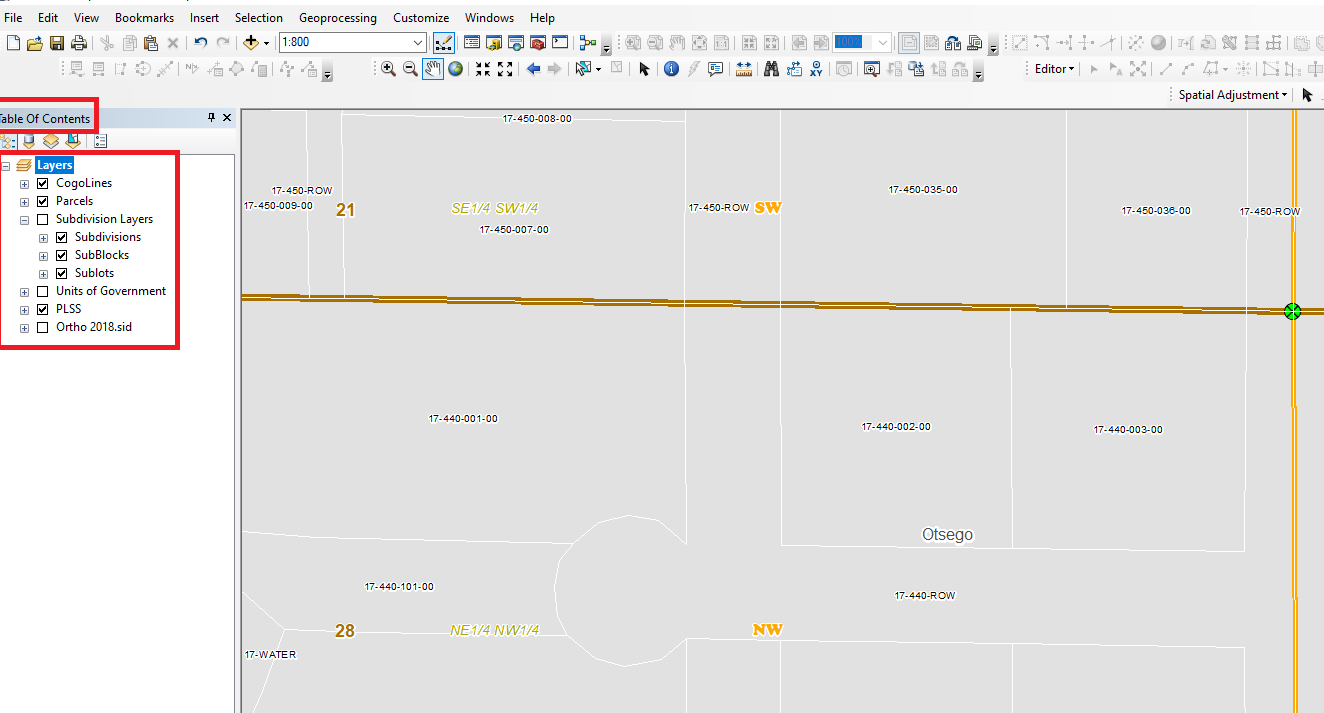 File Edit View Bookmarks Insert Selection Geoprocessing Customize Windows Help
1:800
100%
Editor
Spatial Adjustment
Table Of Contents
Layers
CogoLines
Parcels
Subdivision Layers
Subdivisions
SubBlocks
Sublots
Units of Government
PLSS
Ortho 2018.sid
17-450-008-00
17-450-ROW
17-450-009-00
21
SE1/4 SW1/4
17-450-007-00
17-450-ROW
SW
17-450-035-00
17-450-036-00
17-450-ROW
17-440-001-00
17-440-002-00
17-440-003-00
Otsego
17-440-101-00
17-440-ROW
28
NE1/4 NW1/4
NW
17-WATER